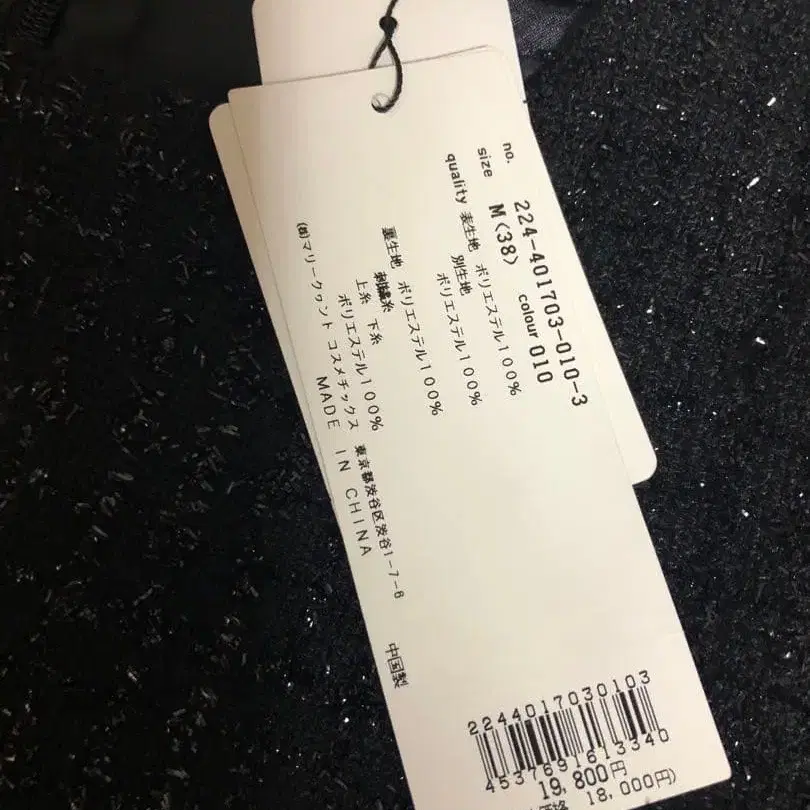 no. 224-401703-010-3
size M〈38〉 colour 010
quality 表生地 ポリエステル100%
別生地
ポリエステル100%
裏生地 ポリエステル100%
刺繍糸
上糸 下糸
ポリエステル100%
㈱マリークヮント コスメチックス 東京都渋谷区渋谷1-7-6
MADE IN CHINA 中国製
2244017030103
4537691613340
19,800円
価格 18,000円)